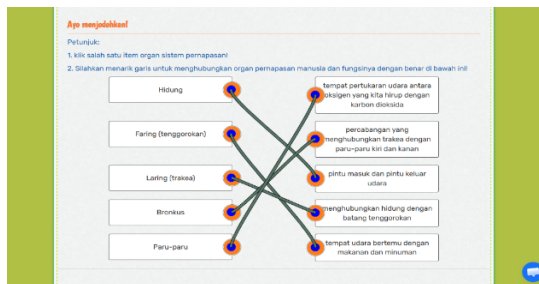 Ayo menjodohkan!
Petunjuk:
1. klik salah satu item organ sistem pernapasan!
2. Silahkan menarik garis untuk menghubungkan organ pernapasan manusia dan fungsinya dengan benar di bawah ini!
Hidung
Faring (tenggorokan)
Laring (trakea)
Bronkus
Paru-paru
tempat pertukaran udara antara
oksigen yang kita hirup dengan
karbon dioksida
percabangan yang
menghubungkan trakea dengan
paru-paru kiri dan kanan
pintu masuk dan pintu keluar
udara
menghubungkan hidung dengan
batang tenggorokan
tempat udara bertemu dengan
makanan dan minuman